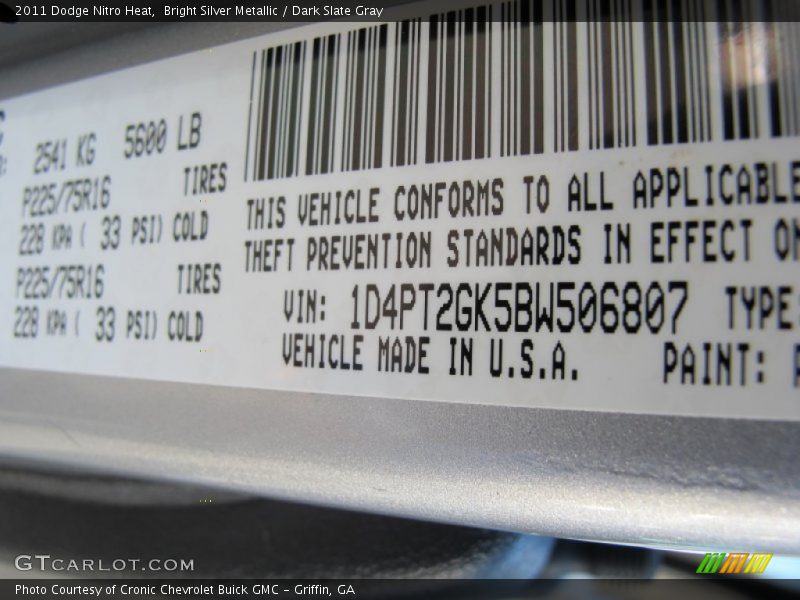 2011 Dodge Nitro Heat,  Bright Silver Metallic / Dark Slate Gray
2541 KG 5600 LB
P225/75R16 TIRES
228 KPA ( 33 PSI) COLD
P225/75R16 TIRES
228 KPA ( 33 PSI) COLD
THIS VEHICLE CONFORMS TO ALL APPLICABLE
THEFT PREVENTION STANDARDS IN EFFECT ON
VIN: 1D4PT2GK5BW506807 TYPE
VEHICLE MADE IN U.S.A. PAINT:
GTCARLOT.COM
Photo Courtesy of Cronic Chevrolet Buick GMC – Griffin, GA